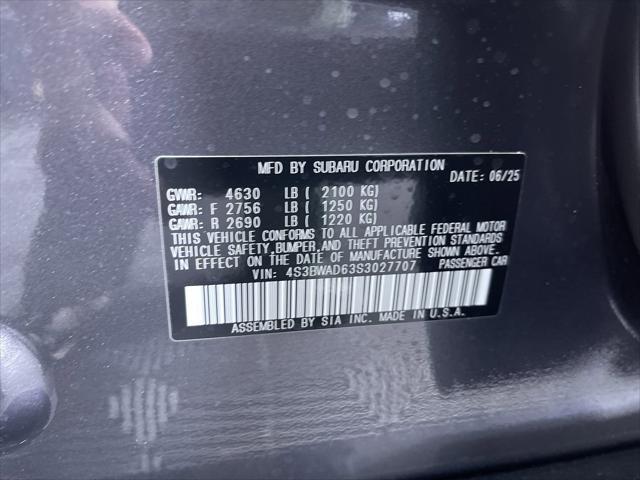 MFD BY SUBARU CORPORATION
DATE: 06/25
GVWR: 4630 LB ( 2100 KG)
GAWR: F 2756 LB ( 1250 KG)
GAWR: R 2690 LB ( 1220 KG)
THIS VEHICLE CONFORMS TO ALL APPLICABLE FEDERAL MOTOR
VEHICLE SAFETY, BUMPER, AND THEFT PREVENTION STANDARDS
IN EFFECT ON THE DATE OF MANUFACTURE SHOWN ABOVE.
VIN: 4S3BWAD63S3027707 PASSENGER CAR
ASSEMBLED BY SIA INC. MADE IN U.S.A.